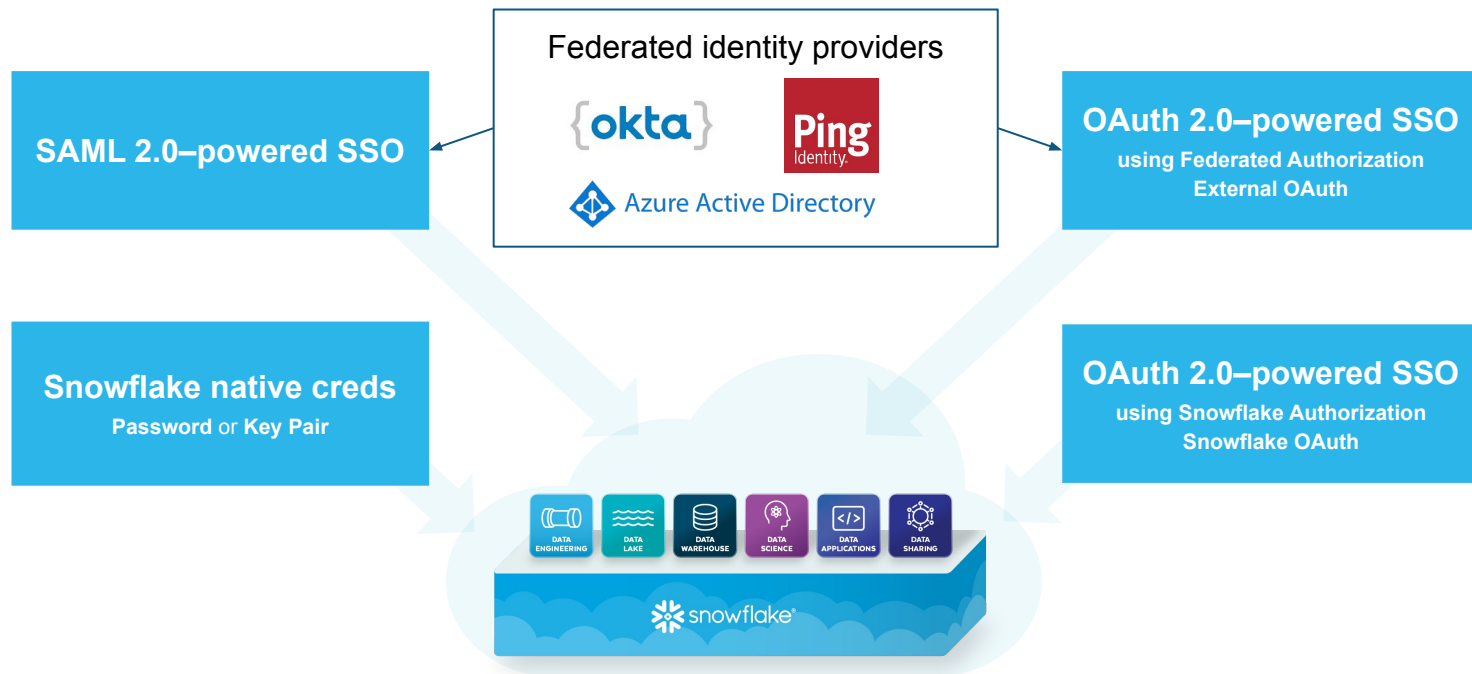 Federated identity providers
{okta}
Ping
Identity.
Azure Active Directory
SAML 2.0–powered SSO
OAuth 2.0–powered SSO
using Federated Authorization
External OAuth
Snowflake native creds
Password or Key Pair
OAuth 2.0–powered SSO
using Snowflake Authorization
Snowflake OAuth
DATA
ENGINEERING
DATA
LAKE
DATA
WAREHOUSE
DATA
SCIENCE
</>
DATA
APPLICATIONS
DATA
SHARING
snowflake®